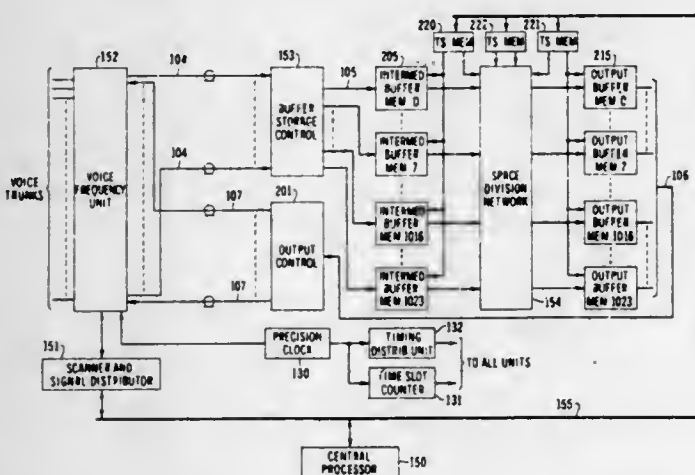 220 222 221
TS MEM TS MEM TS MEM
152 104 153 105 205 215
INTERMED BUFFER MEM 0
OUTPUT BUFFER MEM 0
BUFFER STORAGE CONTROL
VOICE TRUNKS
VOICE FREQUENCY UNIT
104
107
201
INTERMED BUFFER MEM 7
SPACE DIVISION NETWORK
OUTPUT BUFFER MEM 7
106
OUTPUT CONTROL
INTERMED BUFFER MEM 1016
OUTPUT BUFFER MEM 1016
107
INTERMED BUFFER MEM 1023
OUTPUT BUFFER MEM 1023
154
132
151
PRECISION CLOCK
130
TIMING DISTRIB UNIT
TO ALL UNITS
SCANNER AND SIGNAL DISTRIBUTOR
TIME SLOT COUNTER
131
155
CENTRAL PROCESSOR
150